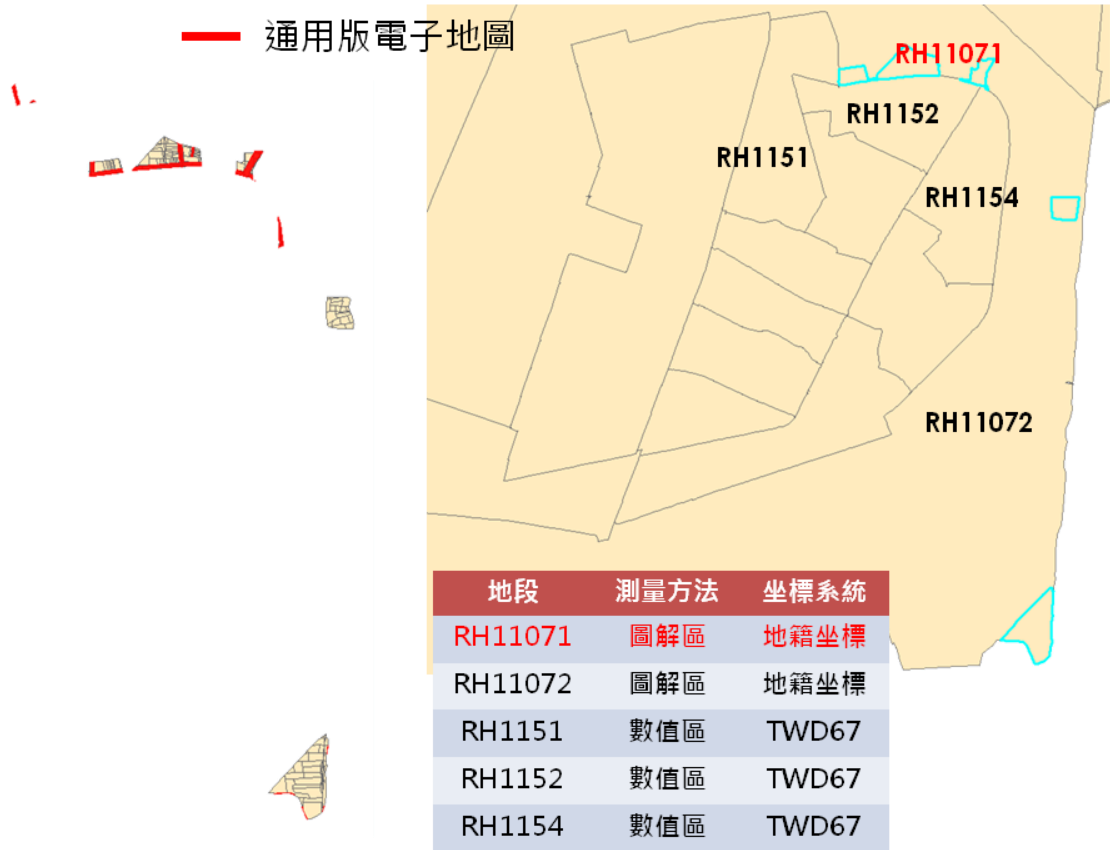 通用版電子地圖
RH11071
RH1152
RH1151
RH1154
RH11072
地段 測量方法 坐標系統
RH11071 圖解區 地籍坐標
RH11072 圖解區 地籍坐標
RH1151 數值區 TWD67
RH1152 數值區 TWD67
RH1154 數值區 TWD67